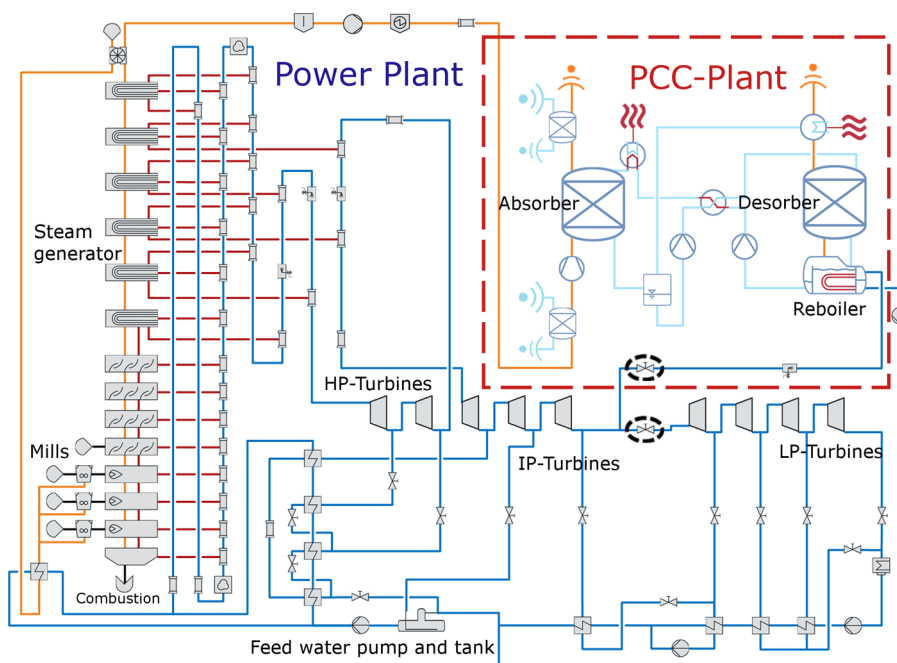 Power Plant
PCC-Plant
Absorber
Desorber
Steam
generator
Reboiler
HP-Turbines
Mills
IP-Turbines
LP-Turbines
Combustion
Feed water pump and tank